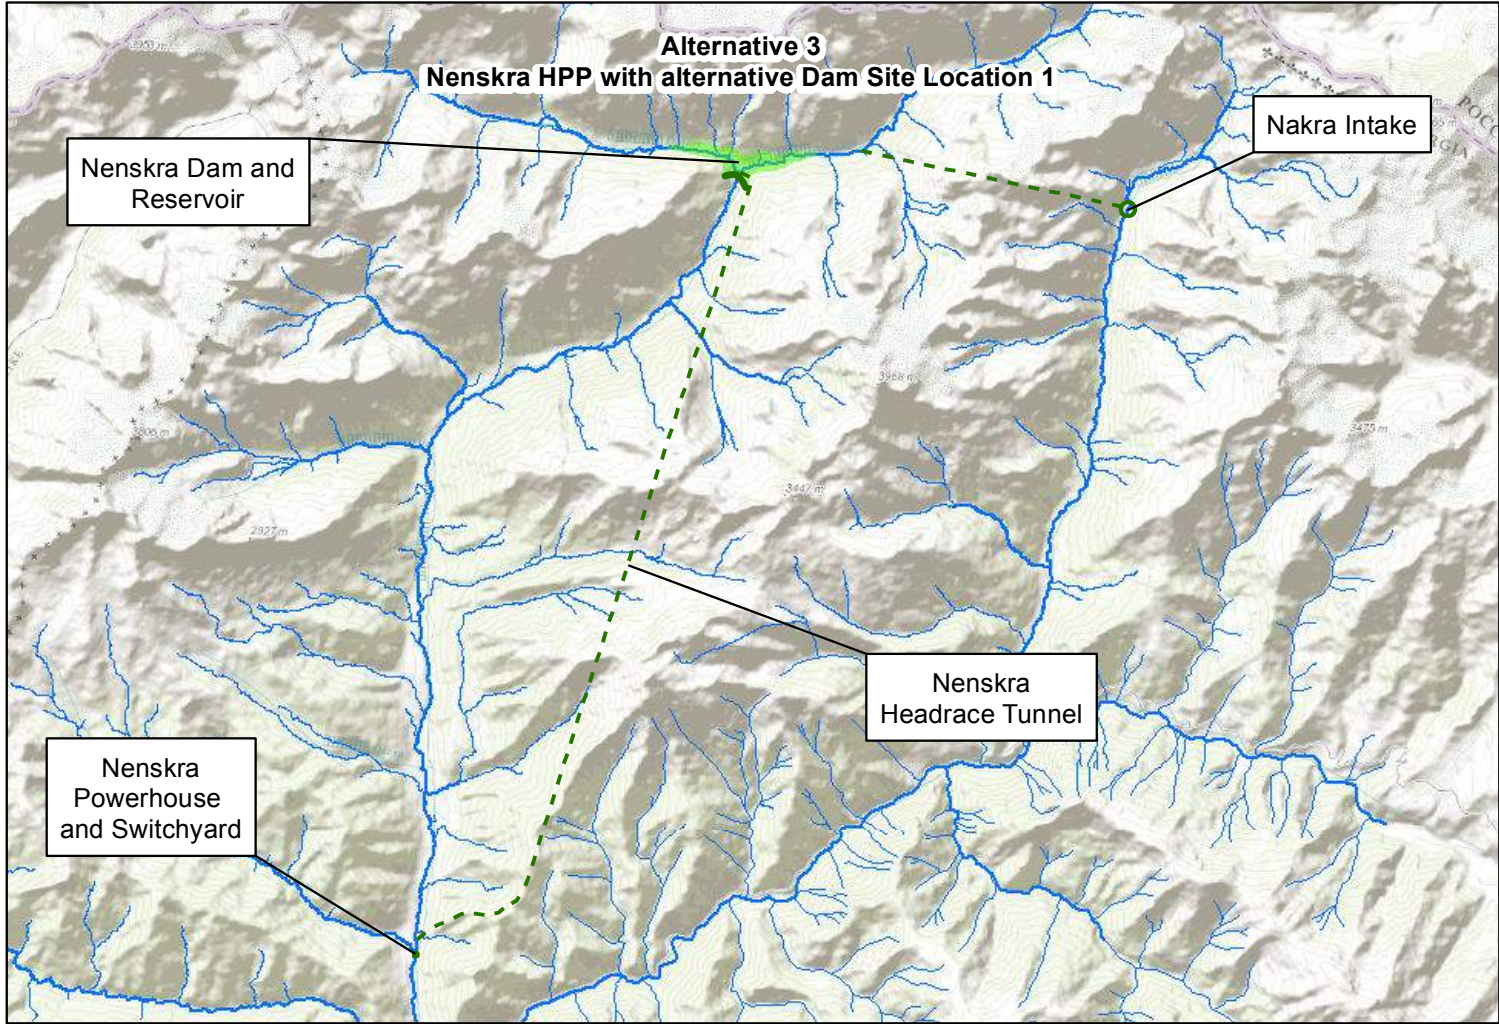 Alternative 3
Nenskra HPP with alternative Dam Site Location 1
Nakra Intake
Nenskra Dam and
Reservoir
3968 m
3806 m
3475 m
3447 m
2927 m
Nenskra
Headrace Tunnel
Nenskra
Powerhouse
and Switchyard